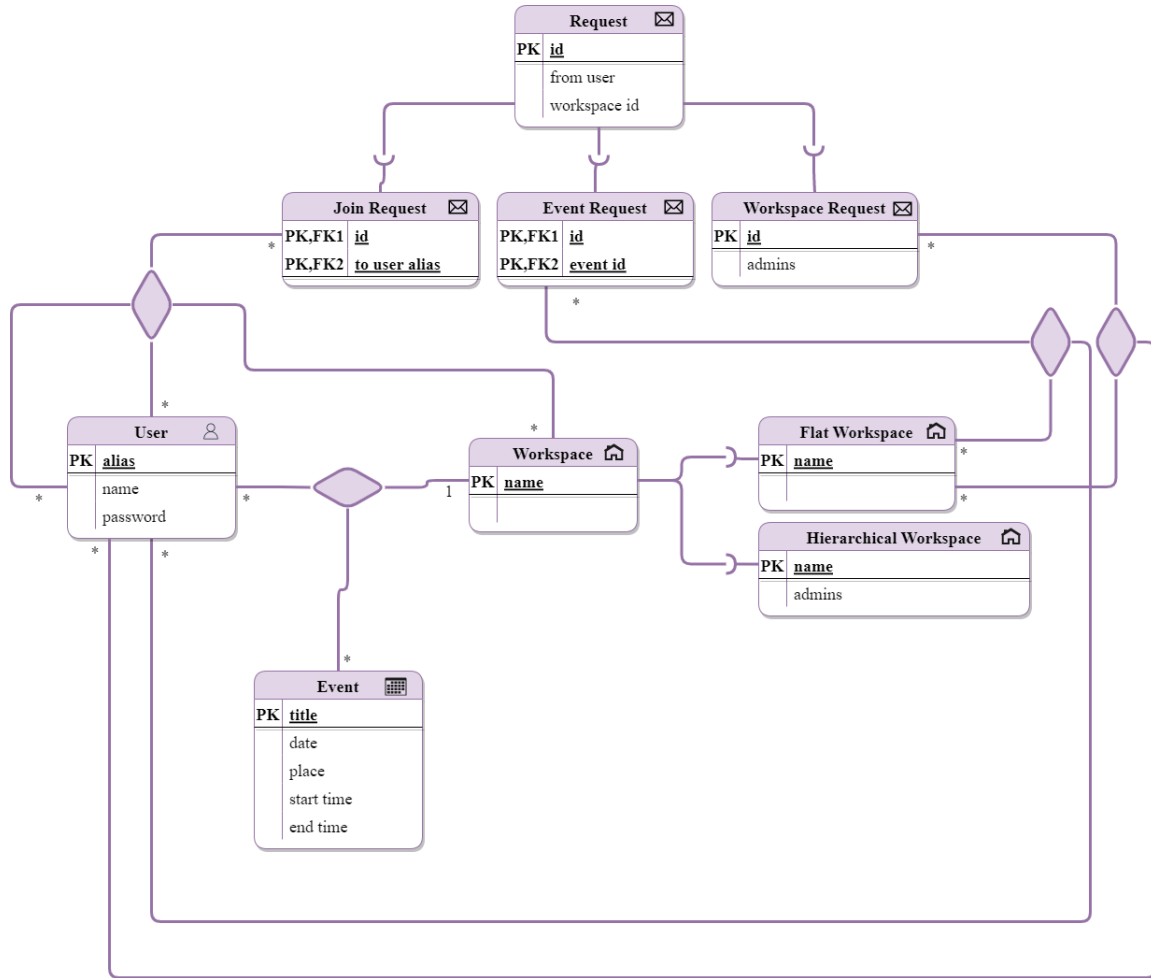 Request
PK id
from user
workspace id
Join Request
PK,FK1 id
PK,FK2 to user alias
Event Request
PK,FK1 id
PK,FK2 event id
Workspace Request
PK id
admins
*
*
*
*
*
User
PK alias
name
password
*
*
*
*
Workspace
PK name
1
Flat Workspace
PK name
*
*
Hierarchical Workspace
PK name
admins
*
Event
PK title
date
place
start time
end time